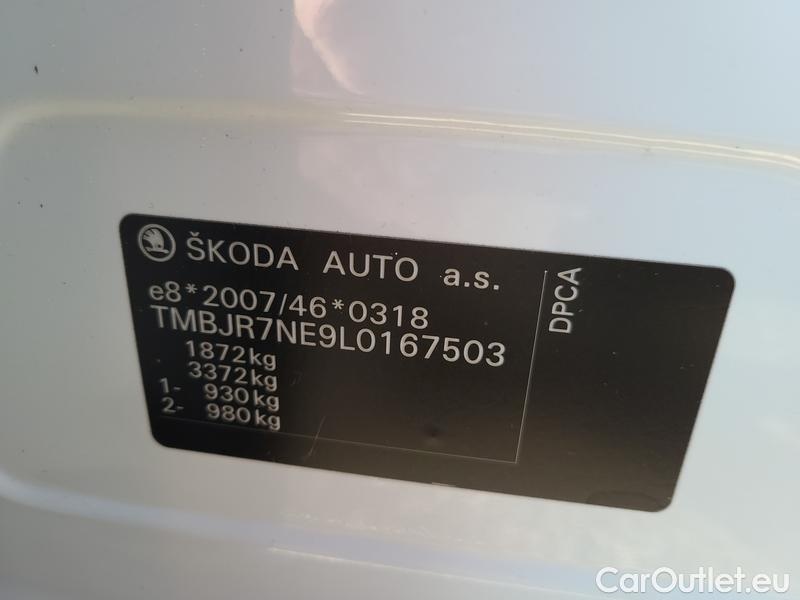 ŠKODA AUTO a.s.
e8*2007/46*0318
TMBJR7NE9L0167503
1872kg
3372kg
1- 930kg
2- 980kg
DPCA
CarOutlet.eu